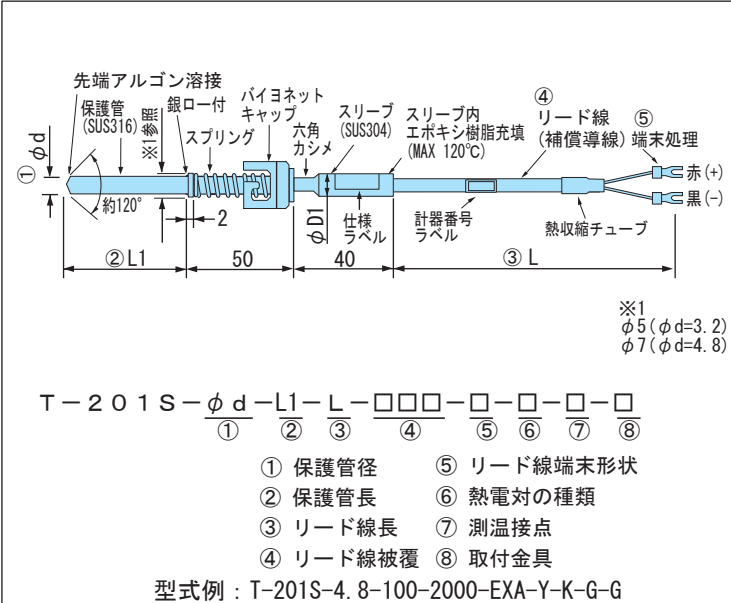 先端アルゴン溶接
保護管
(SUS316)
※1参照
銀ロー付
スプリング
バイヨネット
キャップ
六角
カシメ
スリーブ
(SUS304)
スリーブ内
エポキシ樹脂充填
(MAX 120℃)
④
リード線
(補償導線)
⑤
端末処理
赤(+)
黒(-)
① φd
約120°
2
φD1
仕様
ラベル
計器番号
ラベル
熱収縮チューブ
②L1
50
40
③ L
※1
φ5(φd=3.2)
φ7(φd=4.8)
T-201S-φd-L1-L-□□□-□-□-□-□
① ② ③ ④ ⑤ ⑥ ⑦ ⑧
① 保護管径 ⑤ リード線端末形状
② 保護管長 ⑥ 熱電対の種類
③ リード線長 ⑦ 測温接点
④ リード線被覆 ⑧ 取付金具
型式例：T-201S-4.8-100-2000-EXA-Y-K-G-G